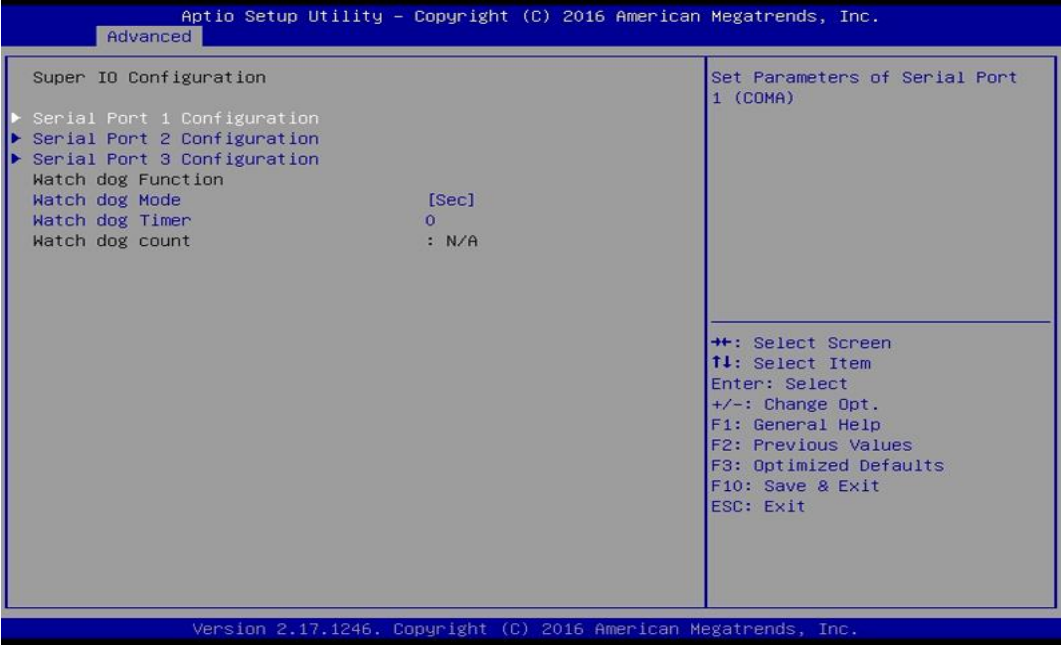 Aptio Setup Utility – Copyright (C) 2016 American Megatrends, Inc.
Advanced
Super IO Configuration
▶ Serial Port 1 Configuration
▶ Serial Port 2 Configuration
▶ Serial Port 3 Configuration
Watch dog Function
Watch dog Mode [Sec]
Watch dog Timer 0
Watch dog count : N/A
Set Parameters of Serial Port
1 (COMA)
→←: Select Screen
↑↓: Select Item
Enter: Select
+/-: Change Opt.
F1: General Help
F2: Previous Values
F3: Optimized Defaults
F10: Save & Exit
ESC: Exit
Version 2.17.1246. Copyright (C) 2016 American Megatrends, Inc.